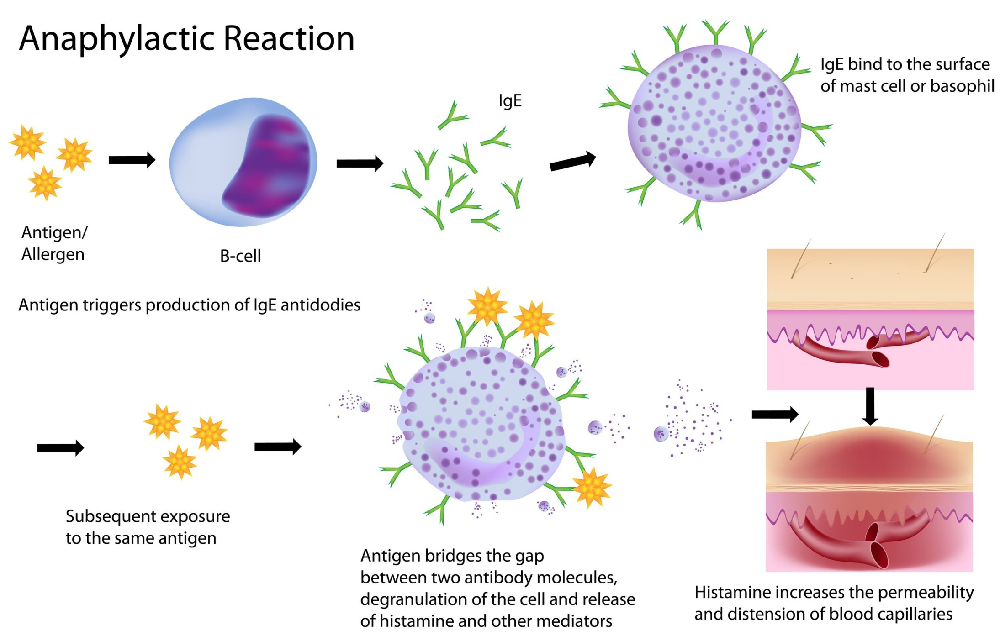 Anaphylactic Reaction
Antigen/
Allergen
B-cell
IgE
IgE bind to the surface
of mast cell or basophil
Antigen triggers production of IgE antidodies
Subsequent exposure
to the same antigen
Antigen bridges the gap
between two antibody molecules,
degranulation of the cell and release
of histamine and other mediators
Histamine increases the permeability
and distension of blood capillaries